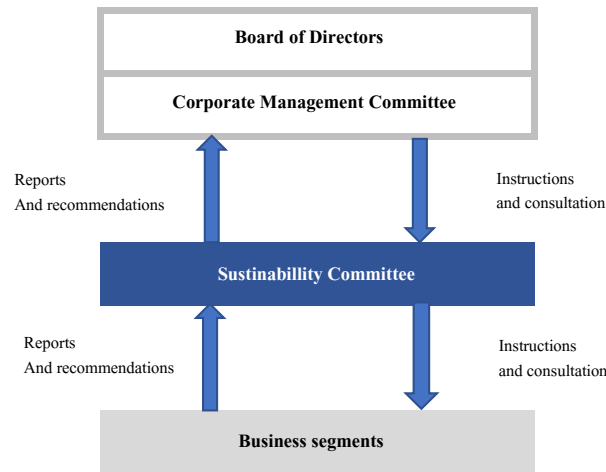 Board of Directors
Corporate Management Committee
Reports
And recommendations
Instructions
and consultation
Sustinabillity Committee
Reports
And recommendations
Instructions
and consultation
Business segments